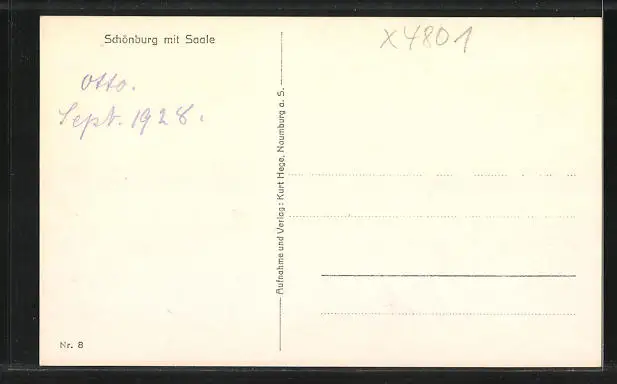 Schönburg mit Saale
x4801
Otto.
Sept. 1928.
Aufnahme und Verlag: Kurt Hege, Naumburg a. S.
Nr. 8